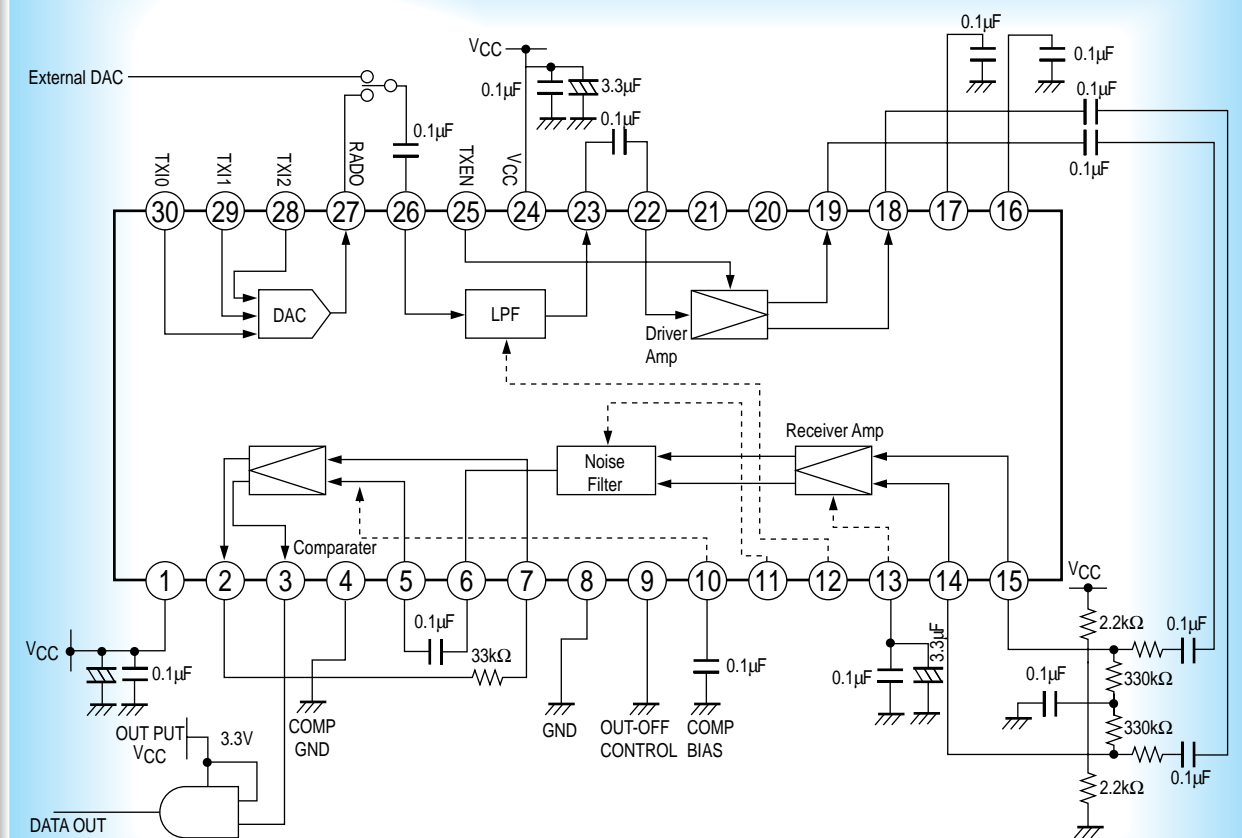 0.1µF
0.1µF
VCC
External DAC
0.1µF
3.3µF
0.1µF
0.1µF
0.1µF
0.1µF
TXI0
TXI1
TXI2
RADO
TXEN
VCC
30
29
28
27
26
25
24
23
22
21
20
19
18
17
16
DAC
LPF
Driver
Amp
Receiver Amp
Noise
Filter
Comparater
1
2
3
4
5
6
7
8
9
10
11
12
13
14
15
VCC
0.1µF
0.1µF
33kΩ
0.1µF
0.1µF
3.3µF
VCC
2.2kΩ
0.1µF
0.1µF
330kΩ
330kΩ
0.1µF
2.2kΩ
COMP
GND
GND
OUT-OFF
CONTROL
COMP
BIAS
OUT PUT
VCC
3.3V
DATA OUT